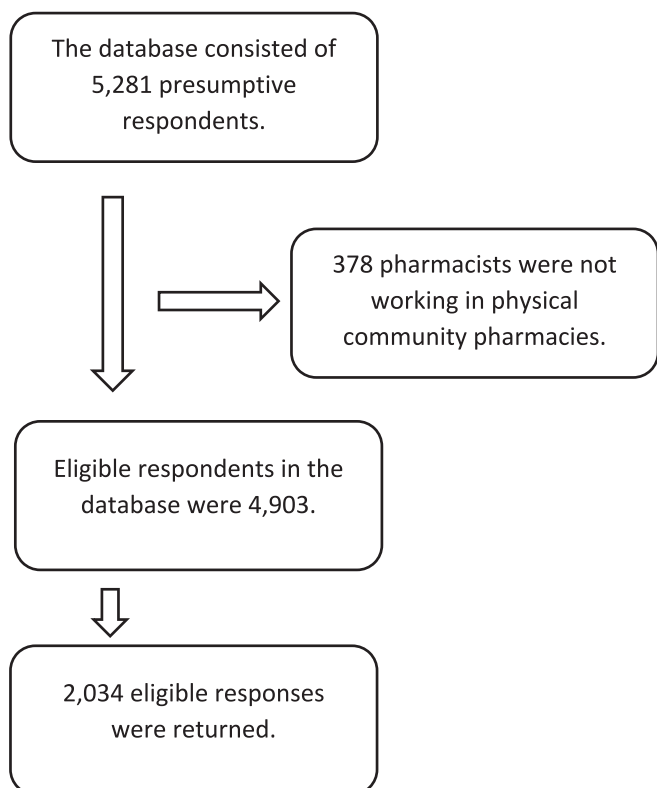 The database consisted of
5,281 presumptive
respondents.
378 pharmacists were not
working in physical
community pharmacies.
Eligible respondents in the
database were 4,903.
2,034 eligible responses
were returned.